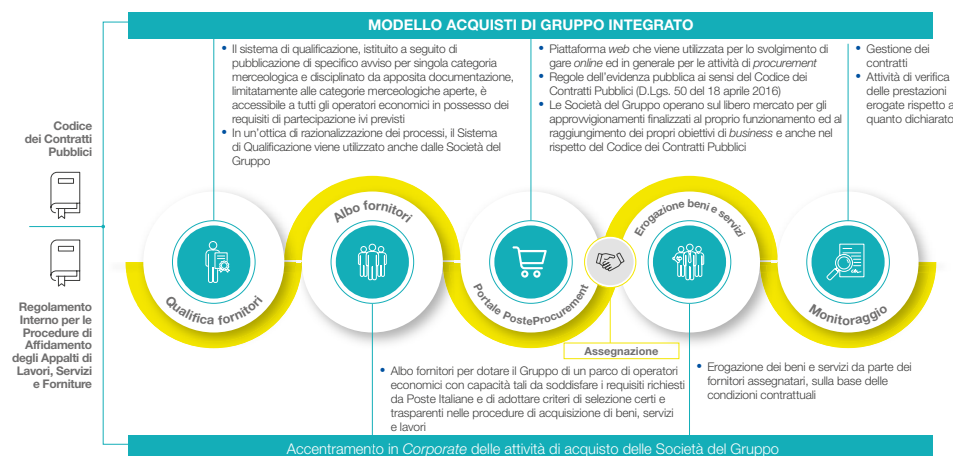 MODELLO ACQUISTI DI GRUPPO INTEGRATO
• Il sistema di qualificazione, istituito a seguito di
pubblicazione di specifico avviso per singola categoria
merceologica e disciplinato da apposita documentazione,
limitatamente alle categorie merceologiche aperte, è
accessibile a tutti gli operatori economici in possesso dei
requisiti di partecipazione ivi previsti
• In un'ottica di razionalizzazione dei processi, il Sistema
di Qualificazione viene utilizzato anche dalle Società del
Gruppo
• Piattaforma web che viene utilizzata per lo svolgimento di
gare online ed in generale per le attività di procurement
• Regole dell'evidenza pubblica ai sensi del Codice dei
Contratti Pubblici (D.Lgs. 50 del 18 aprile 2016)
• Le Società del Gruppo operano sul libero mercato per gli
approvvigionamenti finalizzati al proprio funzionamento ed al
raggiungimento dei propri obiettivi di business e anche nel
rispetto del Codice dei Contratti Pubblici
• Gestione dei
contratti
• Attività di verifica
delle prestazioni
erogate rispetto a
quanto dichiarato
Codice
dei Contratti
Pubblici
Regolamento
Interno per le
Procedure di
Affidamento
degli Appalti di
Lavori, Servizi
e Forniture
Qualifica fornitori
Albo fornitori
Portale PosteProcurement
Erogazione beni e servizi
Monitoraggio
Assegnazione
• Albo fornitori per dotare il Gruppo di un parco di operatori
economici con capacità tali da soddisfare i requisiti richiesti
da Poste Italiane e di adottare criteri di selezione certi e
trasparenti nelle procedure di acquisizione di beni, servizi
e lavori
• Erogazione dei beni e servizi da parte dei
fornitori assegnatari, sulla base delle
condizioni contrattuali
Accentramento in Corporate delle attività di acquisto delle Società del Gruppo